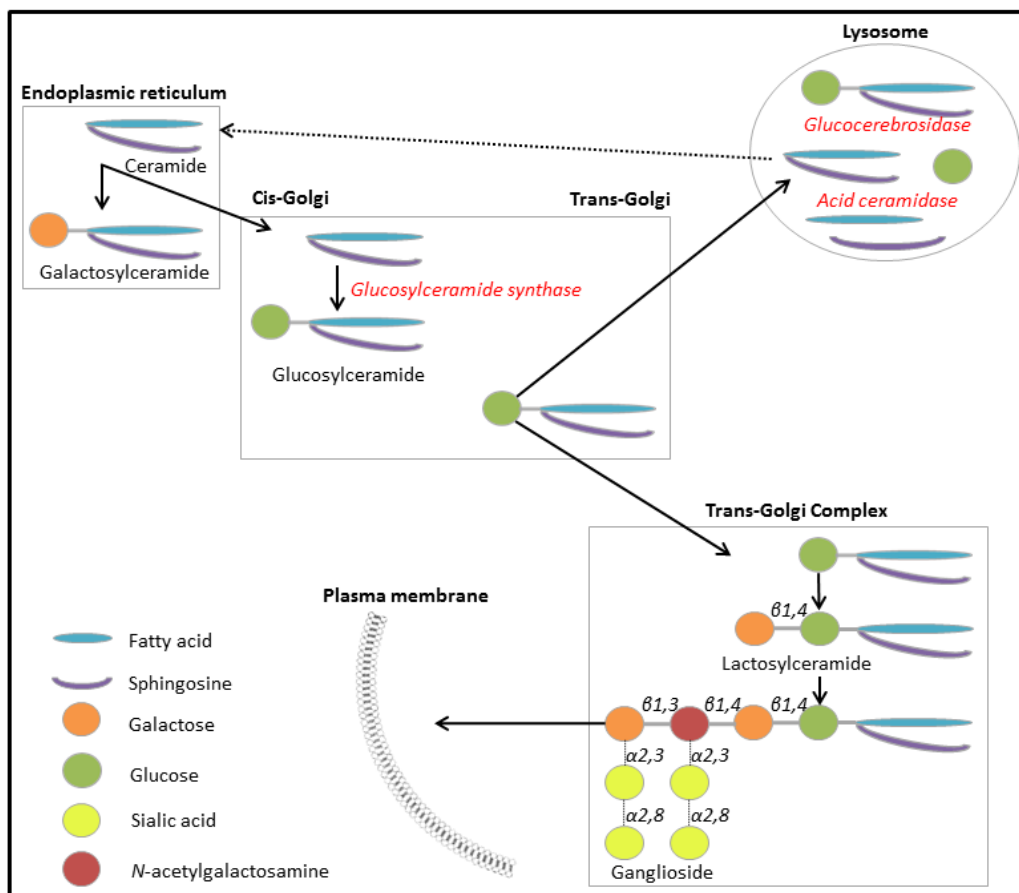 Lysosome
Endoplasmic reticulum
Glucocerebrosidase
Ceramide
Acid ceramidase
Cis-Golgi
Trans-Golgi
Galactosylceramide
Glucosylceramide synthase
Glucosylceramide
Trans-Golgi Complex
Plasma membrane
β1,4
Lactosylceramide
β1,3 β1,4 β1,4
α2,3 α2,3
α2,8 α2,8
Ganglioside
Fatty acid
Sphingosine
Galactose
Glucose
Sialic acid
N-acetylgalactosamine